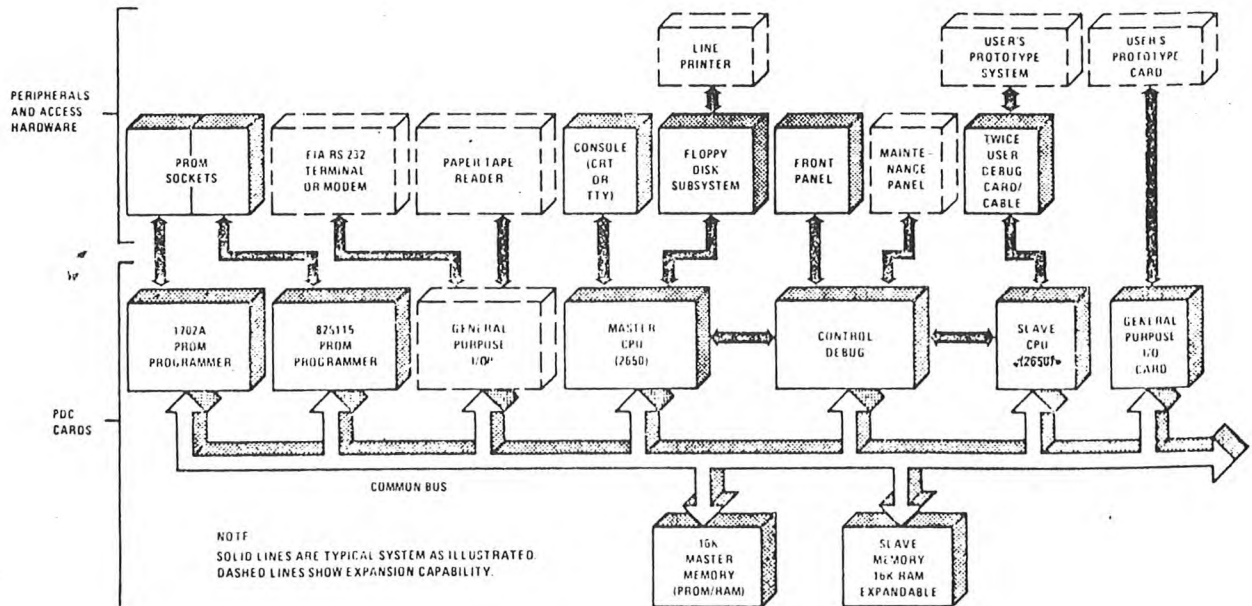 LINE
PRINTER
USER'S
PROTOTYPE
SYSTEM
USER'S
PROTOTYPE
CARD
PERIPHERALS
AND ACCESS
HARDWARE
PROM
SOCKETS
EIA RS 232
TERMINAL
OR MODEM
PAPER TAPE
READER
CONSOLE
(CRT
OR
TTY)
FLOPPY
DISK
SUBSYSTEM
FRONT
PANEL
MAINTE-
NANCE
PANEL
TWICE
USER
DEBUG
CARD/
CABLE
1702A
PROM
PROGRAMMER
82S115
PROM
PROGRAMMER
GENERAL
PURPOSE
I/O
MASTER
CPU
(2650)
CONTROL
DEBUG
SLAVE
CPU
(2650)
GENERAL
PURPOSE
I/O
CARD
PDC
CARDS
COMMON BUS
NOTE
SOLID LINES ARE TYPICAL SYSTEM AS ILLUSTRATED.
DASHED LINES SHOW EXPANSION CAPABILITY.
16K
MASTER
MEMORY
(PROM/RAM)
SLAVE
MEMORY
16K RAM
EXPANDABLE